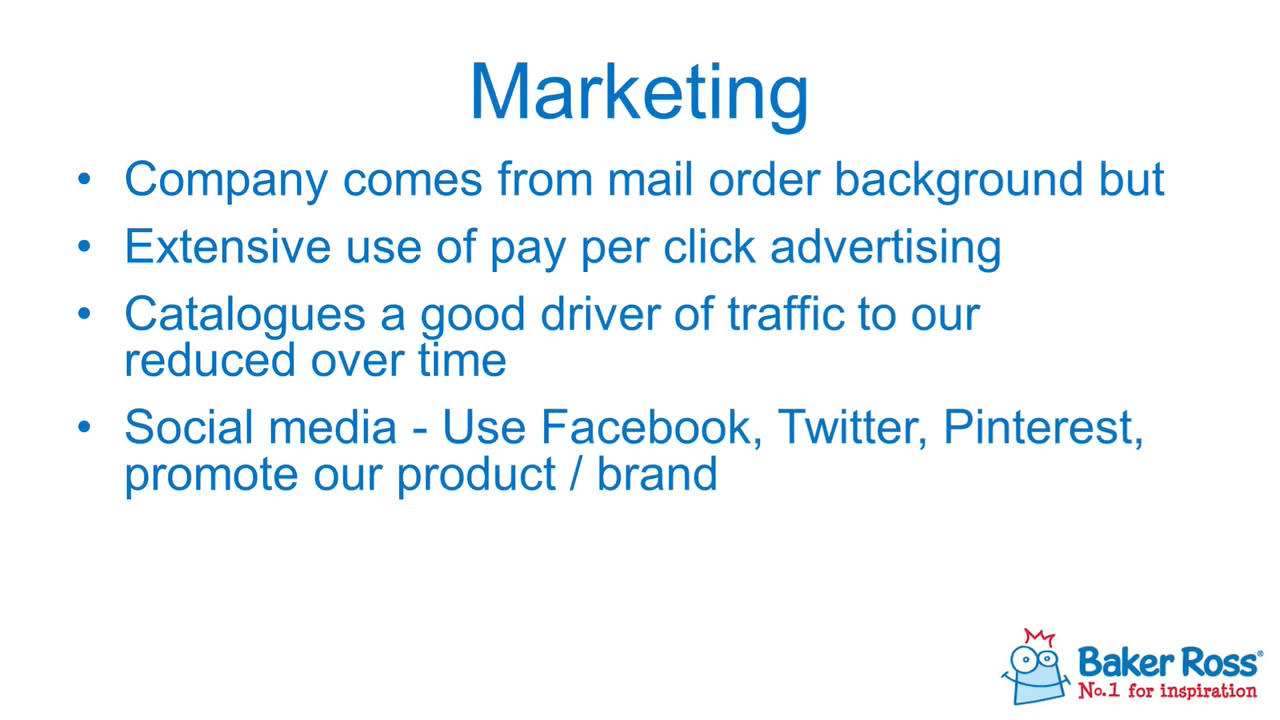 Marketing
• Company comes from mail order background but
• Extensive use of pay per click advertising
• Catalogues a good driver of traffic to our
reduced over time
• Social media - Use Facebook, Twitter, Pinterest,
promote our product / brand
Baker Ross®
No.1 for inspiration